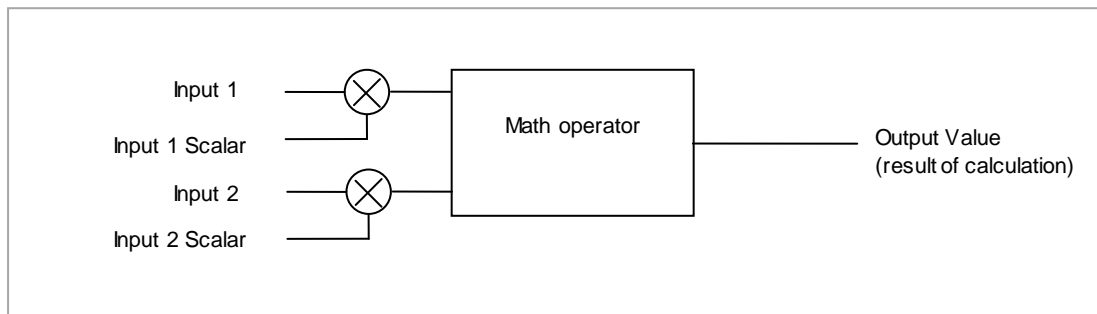 Input 1
Math operator
Input 1 Scalar
Output Value
(result of calculation)
Input 2
Input 2 Scalar